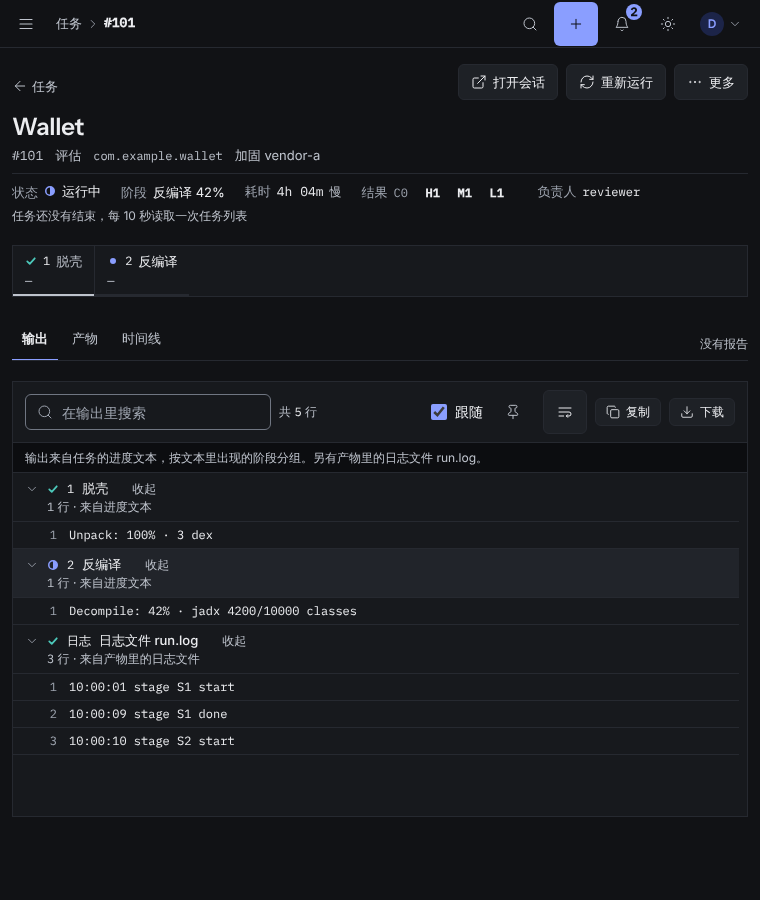 任务 #101 2 D
任务 打开会话 重新运行 更多
Wallet
#101 评估 com.example.wallet 加固 vendor-a
状态 运行中 阶段 反编译 42% 耗时 4h 04m 慢 结果 C0 H1 M1 L1 负责人 reviewer
任务还没有结束，每 10 秒读取一次任务列表
1 脱壳 2 反编译
— —
输出 产物 时间线 没有报告
在输出里搜索 共 5 行 跟随 复制 下载
输出来自任务的进度文本，按文本里出现的阶段分组。另有产物里的日志文件 run.log。
1 脱壳 收起
1 行 · 来自进度文本
1 Unpack: 100% · 3 dex
2 反编译 收起
1 行 · 来自进度文本
1 Decompile: 42% · jadx 4200/10000 classes
日志 日志文件 run.log 收起
3 行 · 来自产物里的日志文件
1 10:00:01 stage S1 start
2 10:00:09 stage S1 done
3 10:00:10 stage S2 start